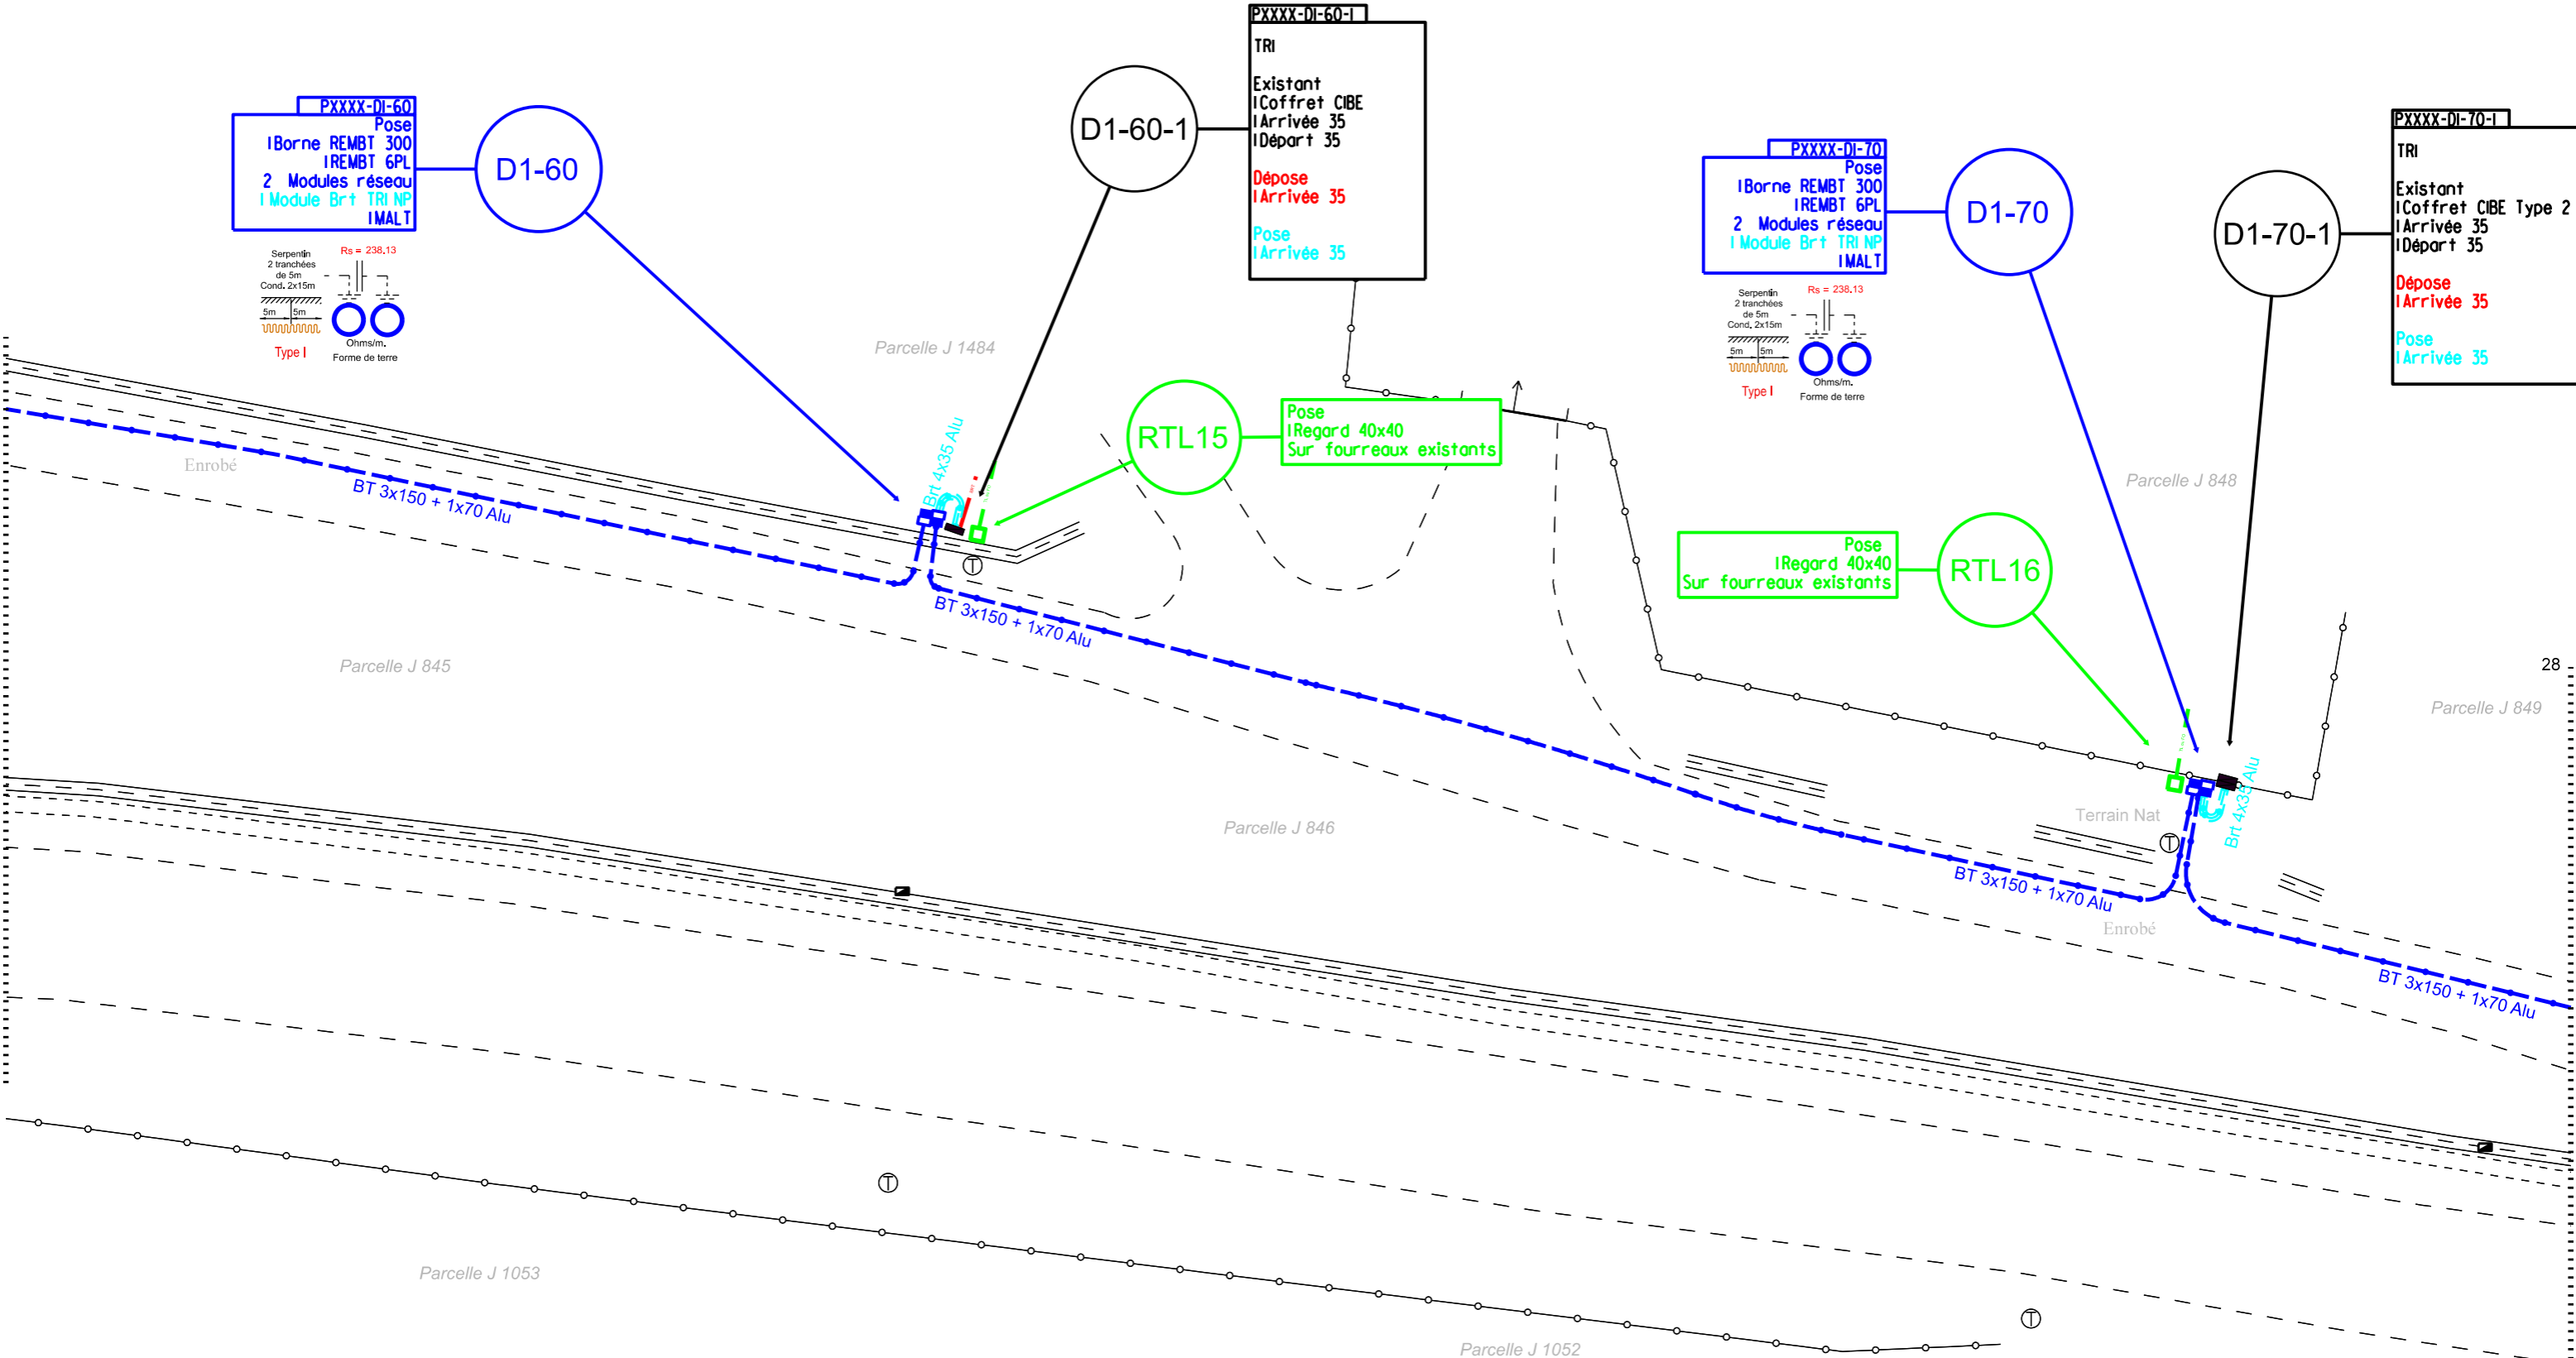 PXXXX-D1-60-1
TRI
Existant
1Coffret CIBE
1Arrivée 35
1Départ 35
Dépose
1Arrivée 35
Pose
1Arrivée 35
D1-60-1
PXXXX-D1-60
Pose
1Borne REMBT 300
1REMBT 6PL
2 Modules réseau
1Module Brt TRI NP
1MALT
D1-60
Serpentin
2 tranchées
de 5m
Cond. 2x15m
Rs = 238.13
5m
5m
Ohms/m.
Type I
Forme de terre
PXXXX-D1-70
Pose
1Borne REMBT 300
1REMBT 6PL
2 Modules réseau
1Module Brt TRI NP
1MALT
D1-70
Serpentin
2 tranchées
de 5m
Cond. 2x15m
Rs = 238.13
5m
5m
Ohms/m.
Type I
Forme de terre
PXXXX-D1-70-1
TRI
Existant
1Coffret CIBE Type 2
1Arrivée 35
1Départ 35
Dépose
1Arrivée 35
Pose
1Arrivée 35
D1-70-1
Parcelle J 1484
RTL15
Pose
1Regard 40x40
Sur fourreaux existants
Enrobé
BT 3x150 + 1x70 Alu
Brt 4x35 Alu
T
BT 3x150 + 1x70 Alu
Parcelle J 848
Pose
1Regard 40x40
Sur fourreaux existants
RTL16
Parcelle J 845
28
Parcelle J 849
Parcelle J 846
Terrain Nat
T
Brt 4x35 Alu
BT 3x150 + 1x70 Alu
Enrobé
BT 3x150 + 1x70 Alu
T
Parcelle J 1053
T
Parcelle J 1052